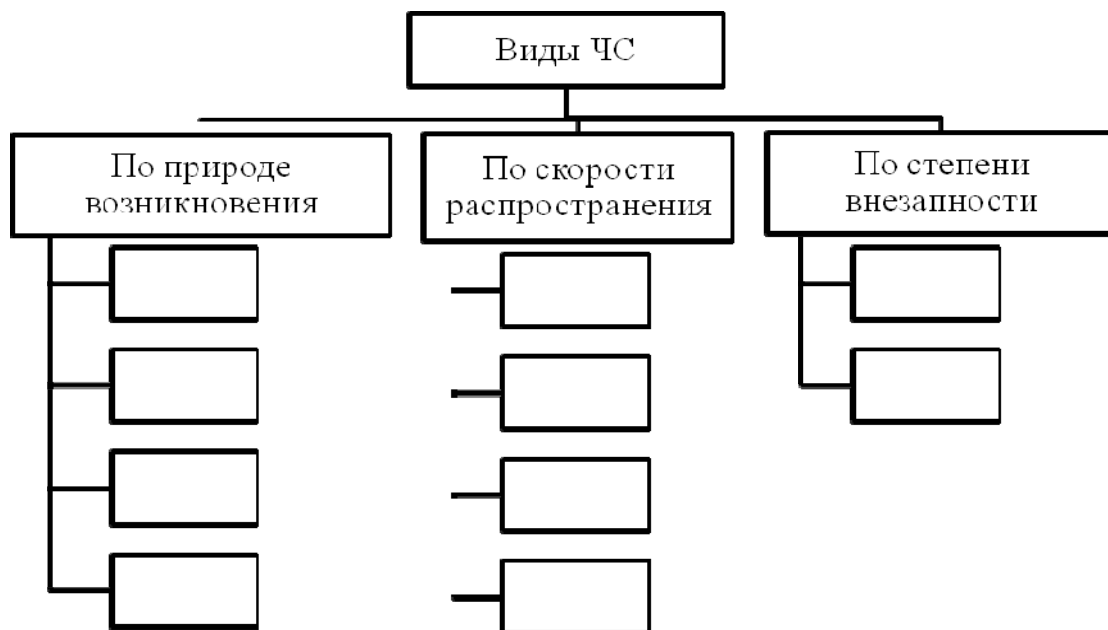 Виды ЧС
По природе
возникновения
По скорости
распространения
По степени
внезапности